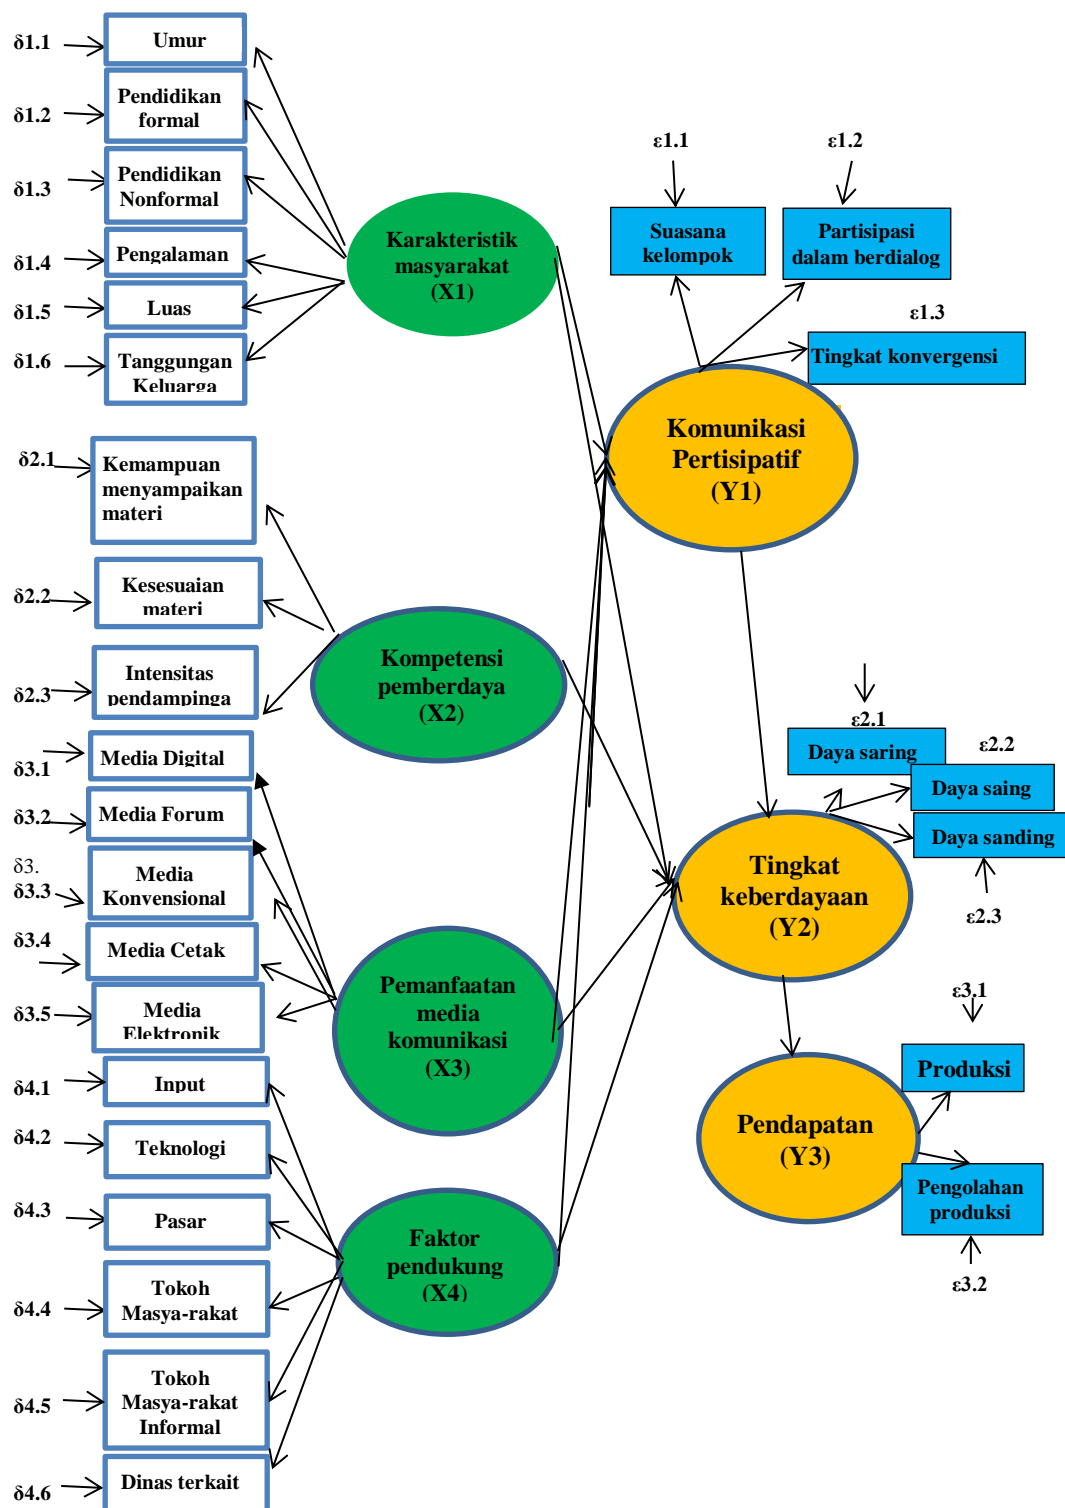 δ1.1
Umur
δ1.2
Pendidikan
formal
δ1.3
Pendidikan
Nonformal
δ1.4
Pengalaman
δ1.5
Luas
δ1.6
Tanggungan
Keluarga
Karakteristik
masyarakat
(X1)
ε1.1
ε1.2
Suasana
kelompok
Partisipasi
dalam berdialog
ε1.3
Tingkat konvergensi
Komunikasi
Pertisipatif
(Y1)
δ2.1
Kemampuan
menyampaikan
materi
δ2.2
Kesesuaian
materi
δ2.3
Intensitas
pendampinga
Kompetensi
pemberdaya
(X2)
ε2.1
Daya saring
ε2.2
Daya saing
Daya sanding
ε2.3
Tingkat
keberdayaan
(Y2)
δ3.1
Media Digital
δ3.2
Media Forum
δ3.
δ3.3
Media
Konvensional
δ3.4
Media Cetak
δ3.5
Media
Elektronik
Pemanfaatan
media
komunikasi
(X3)
ε3.1
Produksi
Pendapatan
(Y3)
Pengolahan
produksi
ε3.2
δ4.1
Input
δ4.2
Teknologi
δ4.3
Pasar
δ4.4
Tokoh
Masya-rakat
δ4.5
Tokoh
Masya-rakat
Informal
δ4.6
Dinas terkait
Faktor
pendukung
(X4)